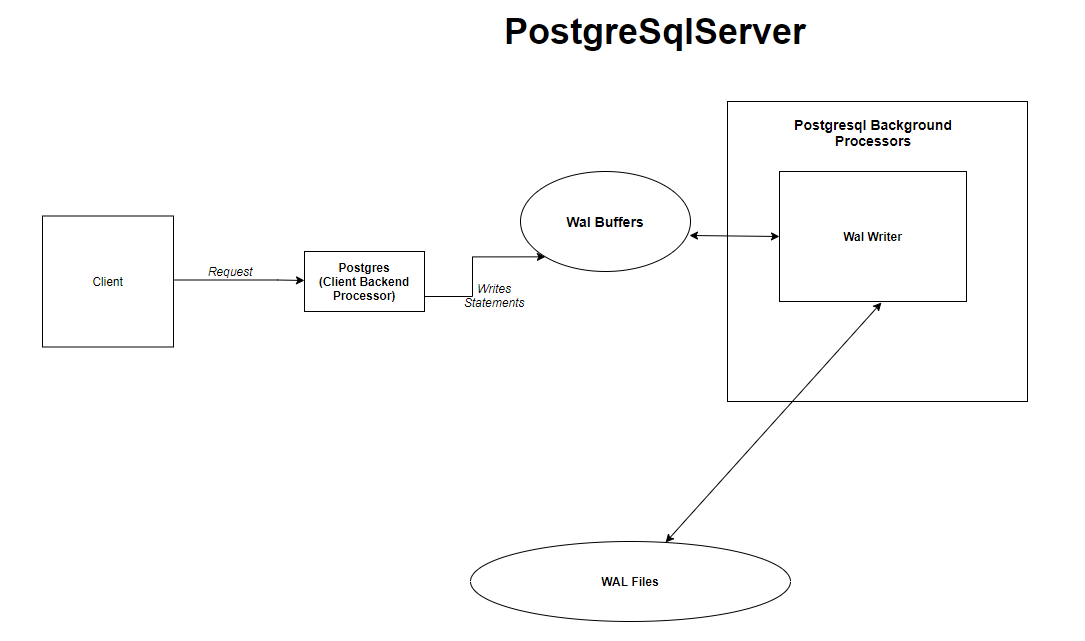 PostgreSqlServer
Postgresql Background
Processors
Wal Buffers
Wal Writer
Client
Request
Postgres
(Client Backend
Processor)
Writes
Statements
WAL Files